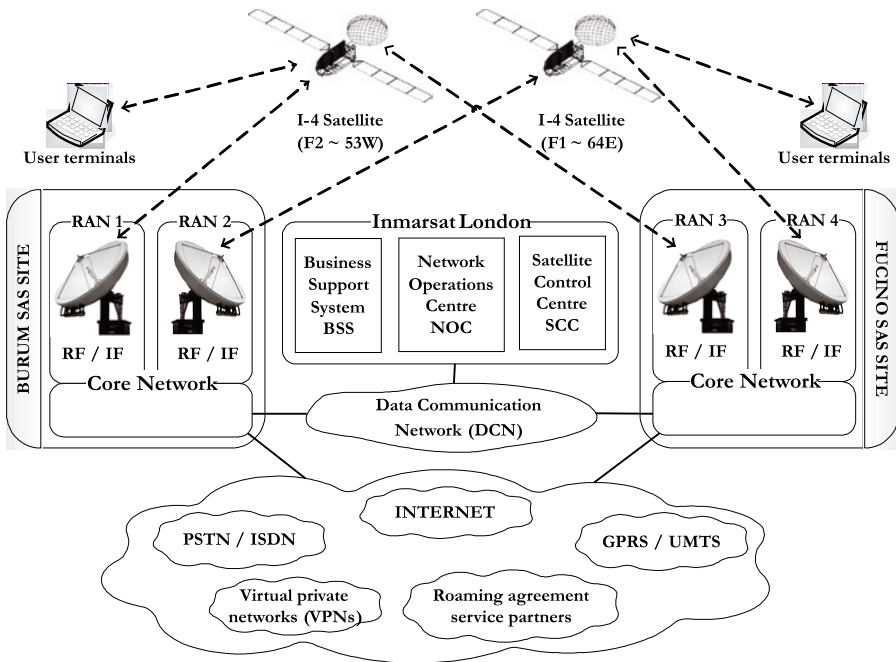 I-4 Satellite
(F2 ~ 53W)
I-4 Satellite
(F1 ~ 64E)
User terminals
User terminals
BURUM SAS SITE
RAN 1
RAN 2
RF / IF
RF / IF
Core Network
Inmarsat London
Business
Support
System
BSS
Network
Operations
Centre
NOC
Satellite
Control
Centre
SCC
RAN 3
RAN 4
RF / IF
RF / IF
Core Network
FUCINO SAS SITE
Data Communication
Network (DCN)
INTERNET
PSTN / ISDN
GPRS / UMTS
Virtual private
networks (VPNs)
Roaming agreement
service partners